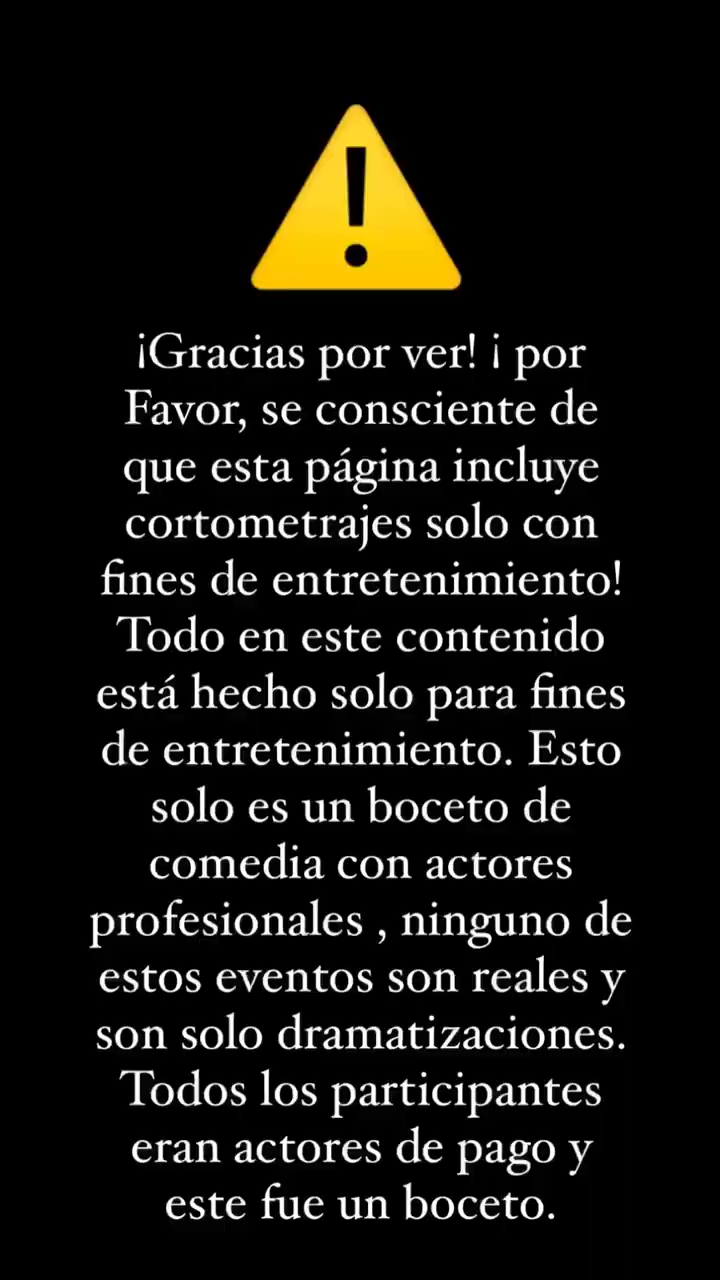 ¡Gracias por ver! ¡ por
Favor, se consciente de
que esta página incluye
cortometrajes solo con
fines de entretenimiento!
Todo en este contenido
está hecho solo para fines
de entretenimiento. Esto
solo es un boceto de
comedia con actores
profesionales , ninguno de
estos eventos son reales y
son solo dramatizaciones.
Todos los participantes
eran actores de pago y
este fue un boceto.